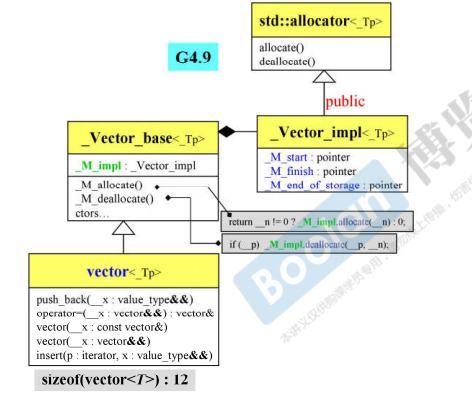 std::allocator<_Tp>
allocate()
deallocate()
G4.9
public
_Vector_base<_Tp>
_M_impl : _Vector_impl
_M_allocate()
_M_deallocate()
ctors…
_Vector_impl<_Tp>
_M_start : pointer
_M_finish : pointer
_M_end_of_storage : pointer
return __n != 0 ? _M_impl.allocate(__n) : 0;
if (__p) _M_impl.deallocate(__p, __n);
vector<_Tp>
push_back(__x : value_type&&)
operator=(__x : vector&&) : vector&
vector(__x : const vector&)
vector(__x : vector&&)
insert(p : iterator, x : value_type&&)
sizeof(vector<T>) : 12
Boolan
博览